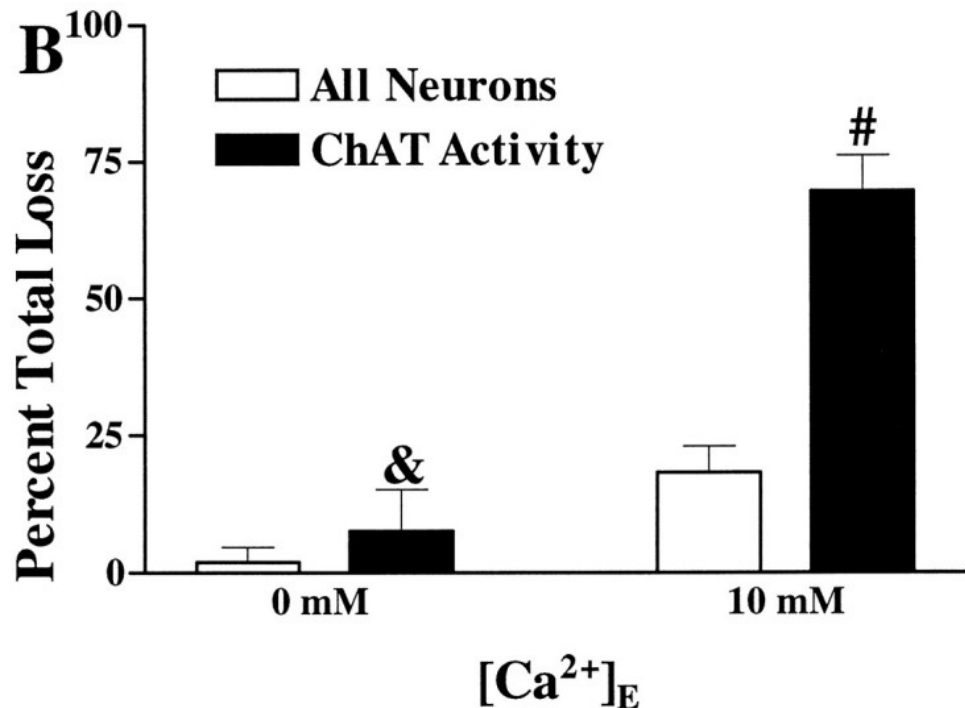 B
100
75
50
25
0
Percent Total Loss
All Neurons
ChAT Activity
&
#
0 mM
10 mM
[Ca²⁺]E